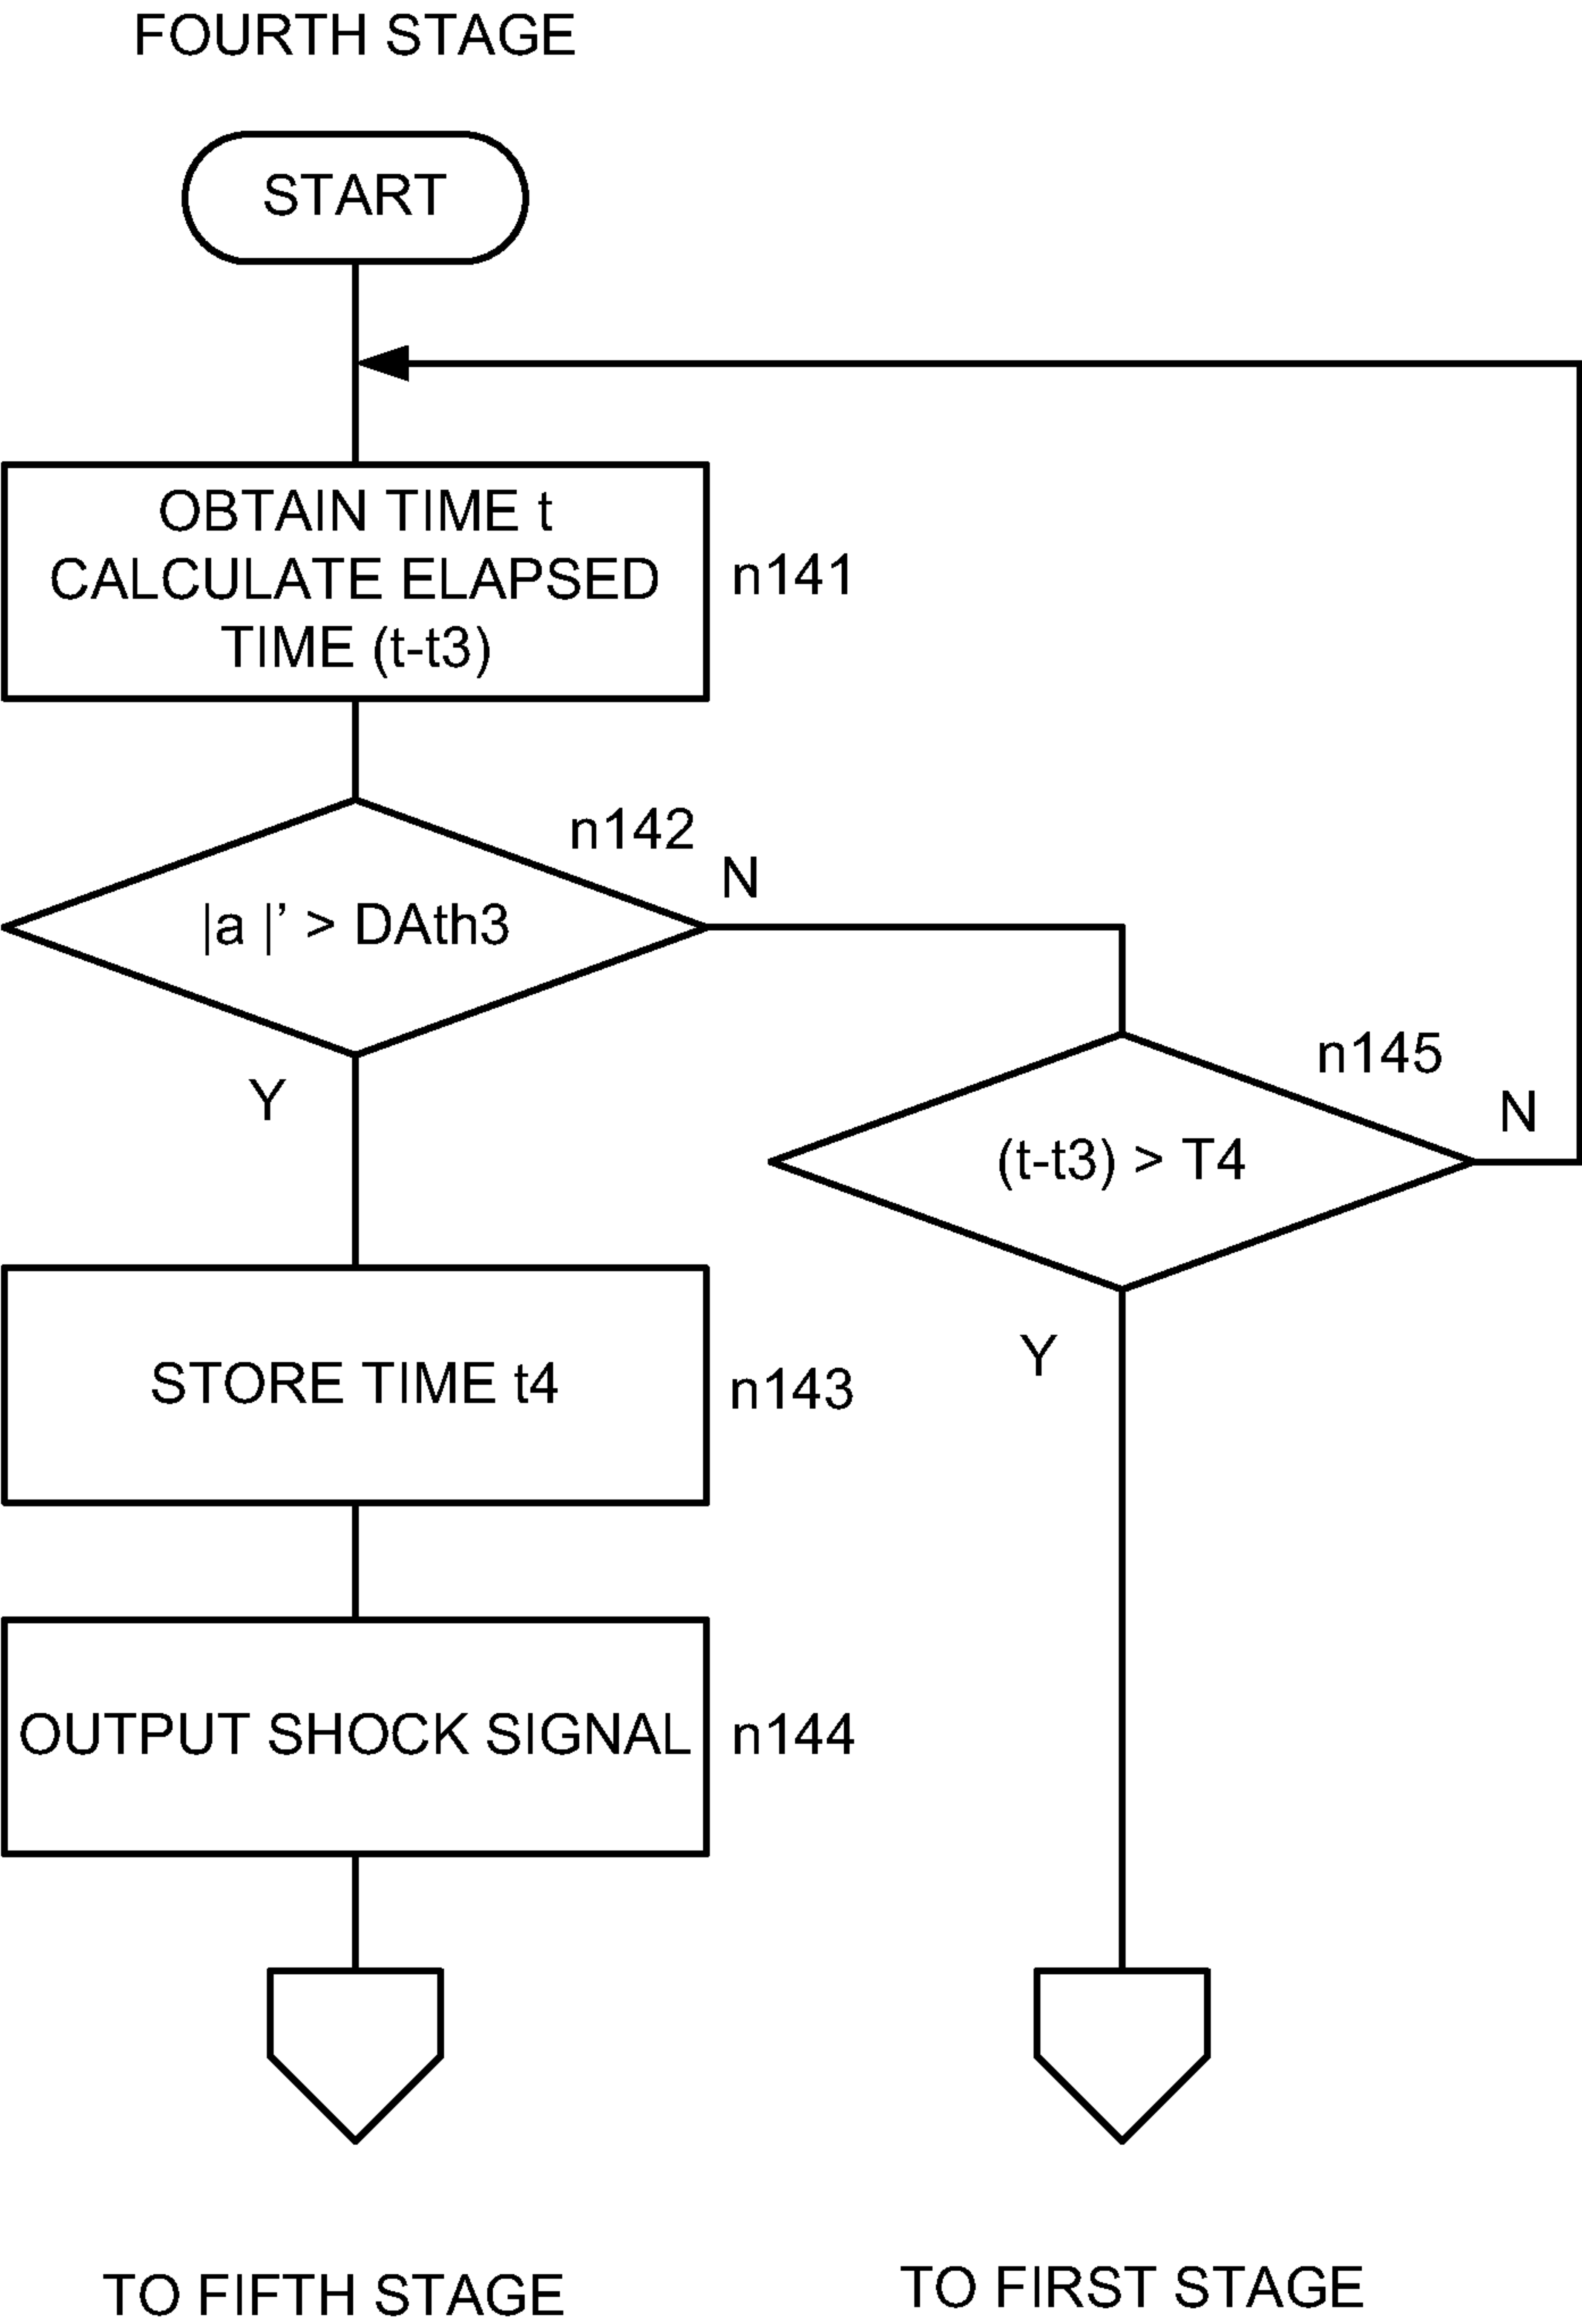 FOURTH STAGE
START
OBTAIN TIME t
CALCULATE ELAPSED
TIME (t-t3)
n141
n142
|a |’ > DAth3
N
Y
n145
(t-t3) > T4
N
Y
STORE TIME t4
n143
OUTPUT SHOCK SIGNAL
n144
TO FIFTH STAGE
TO FIRST STAGE